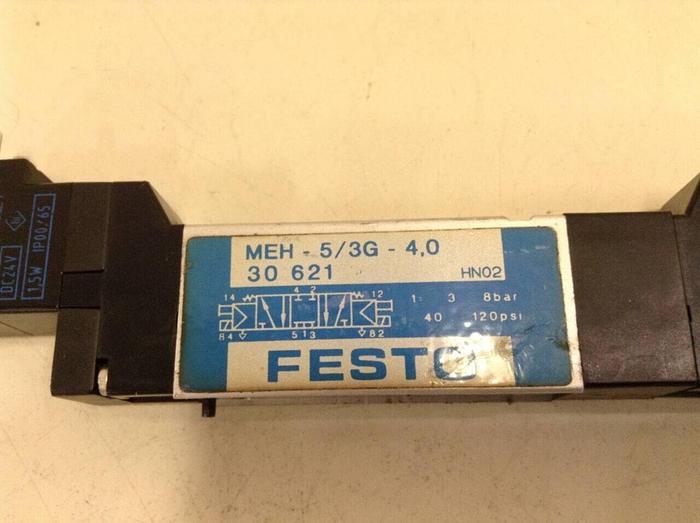 DC24V
1,5W IP00/65
MEH - 5/3G - 4,0
30 621 HN02
14 4 2 12
1: 3 8bar
40 120psi
84 5 1 3 82
FESTO